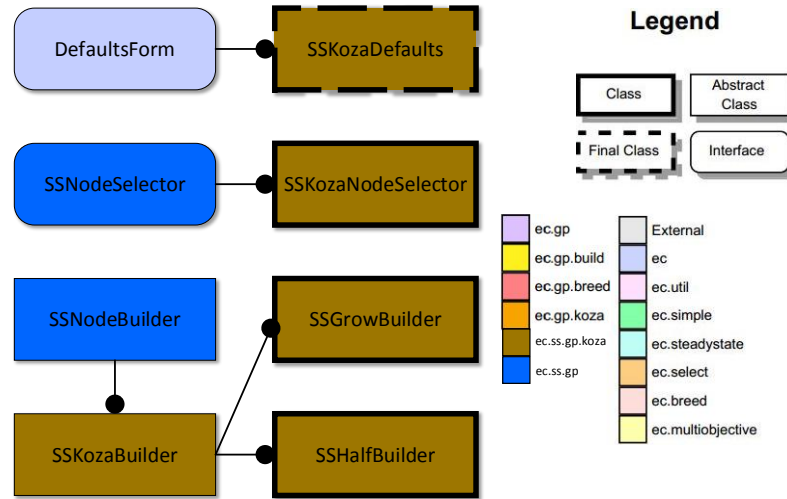 DefaultsForm
SSKozaDefaults
SSNodeSelector
SSKozaNodeSelector
SSNodeBuilder
SSGrowBuilder
SSKozaBuilder
SSHalfBuilder
Legend
Class
Abstract
Class
Final Class
Interface
ec.gp
ec.gp.build
ec.gp.breed
ec.gp.koza
ec.ss.gp.koza
ec.ss.gp
External
ec
ec.util
ec.simple
ec.steadystate
ec.select
ec.breed
ec.multiobjective